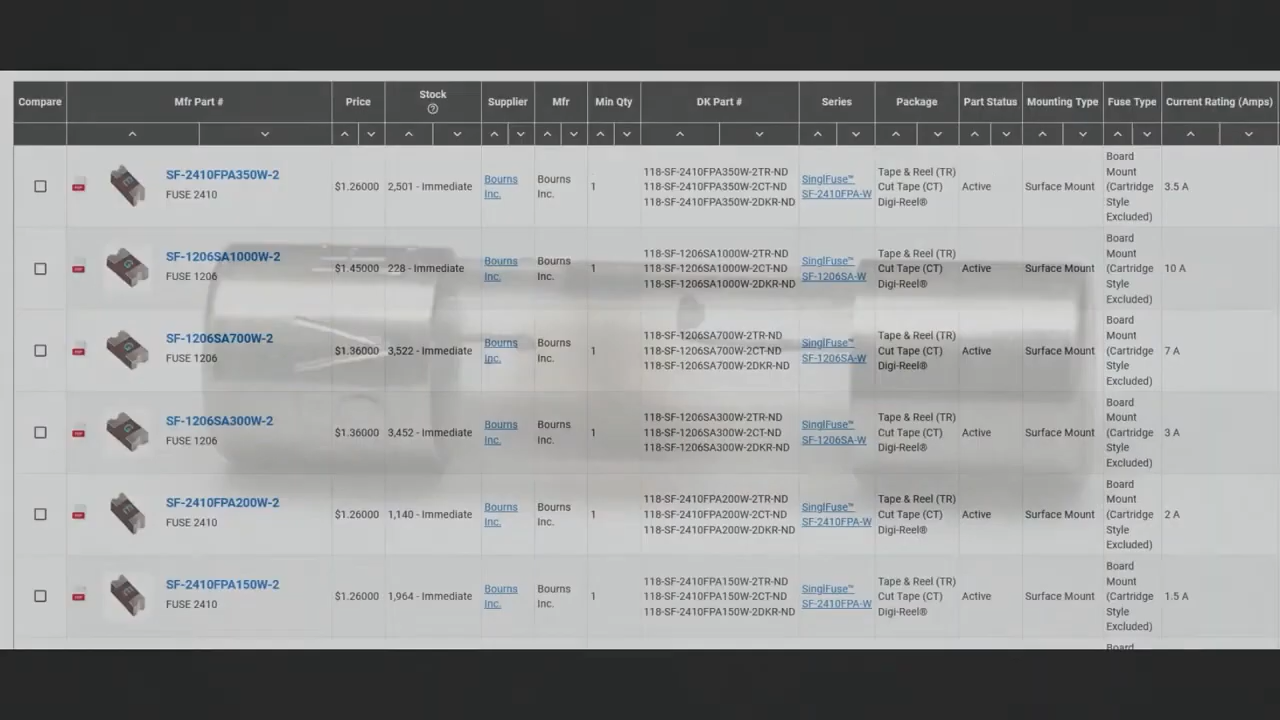 Compare
Mfr Part #
Price
Stock
?
Supplier
Mfr
Min Qty
DK Part #
Series
Package
Part Status
Mounting Type
Fuse Type
Current Rating (Amps)
SF-2410FPA350W-2
FUSE 2410
$1.26000
2,501 - Immediate
Bourns
Inc.
Bourns
Inc.
1
118-SF-2410FPA350W-2TR-ND
118-SF-2410FPA350W-2CT-ND
118-SF-2410FPA350W-2DKR-ND
SinglFuse™
SF-2410FPA-W
Tape & Reel (TR)
Cut Tape (CT)
Digi-Reel®
Active
Surface Mount
Board
Mount
(Cartridge
Style
Excluded)
3.5 A
SF-1206SA1000W-2
FUSE 1206
$1.45000
228 - Immediate
Bourns
Inc.
Bourns
Inc.
1
118-SF-1206SA1000W-2TR-ND
118-SF-1206SA1000W-2CT-ND
118-SF-1206SA1000W-2DKR-ND
SinglFuse™
SF-1206SA-W
Tape & Reel (TR)
Cut Tape (CT)
Digi-Reel®
Active
Surface Mount
Board
Mount
(Cartridge
Style
Excluded)
10 A
SF-1206SA700W-2
FUSE 1206
$1.36000
3,522 - Immediate
Bourns
Inc.
Bourns
Inc.
1
118-SF-1206SA700W-2TR-ND
118-SF-1206SA700W-2CT-ND
118-SF-1206SA700W-2DKR-ND
SinglFuse™
SF-1206SA-W
Tape & Reel (TR)
Cut Tape (CT)
Digi-Reel®
Active
Surface Mount
Board
Mount
(Cartridge
Style
Excluded)
7 A
SF-1206SA300W-2
FUSE 1206
$1.36000
3,452 - Immediate
Bourns
Inc.
Bourns
Inc.
1
118-SF-1206SA300W-2TR-ND
118-SF-1206SA300W-2CT-ND
118-SF-1206SA300W-2DKR-ND
SinglFuse™
SF-1206SA-W
Tape & Reel (TR)
Cut Tape (CT)
Digi-Reel®
Active
Surface Mount
Board
Mount
(Cartridge
Style
Excluded)
3 A
SF-2410FPA200W-2
FUSE 2410
$1.26000
1,140 - Immediate
Bourns
Inc.
Bourns
Inc.
1
118-SF-2410FPA200W-2TR-ND
118-SF-2410FPA200W-2CT-ND
118-SF-2410FPA200W-2DKR-ND
SinglFuse™
SF-2410FPA-W
Tape & Reel (TR)
Cut Tape (CT)
Digi-Reel®
Active
Surface Mount
Board
Mount
(Cartridge
Style
Excluded)
2 A
SF-2410FPA150W-2
FUSE 2410
$1.26000
1,964 - Immediate
Bourns
Inc.
Bourns
Inc.
1
118-SF-2410FPA150W-2TR-ND
118-SF-2410FPA150W-2CT-ND
118-SF-2410FPA150W-2DKR-ND
SinglFuse™
SF-2410FPA-W
Tape & Reel (TR)
Cut Tape (CT)
Digi-Reel®
Active
Surface Mount
Board
Mount
(Cartridge
Style
Excluded)
1.5 A
Board